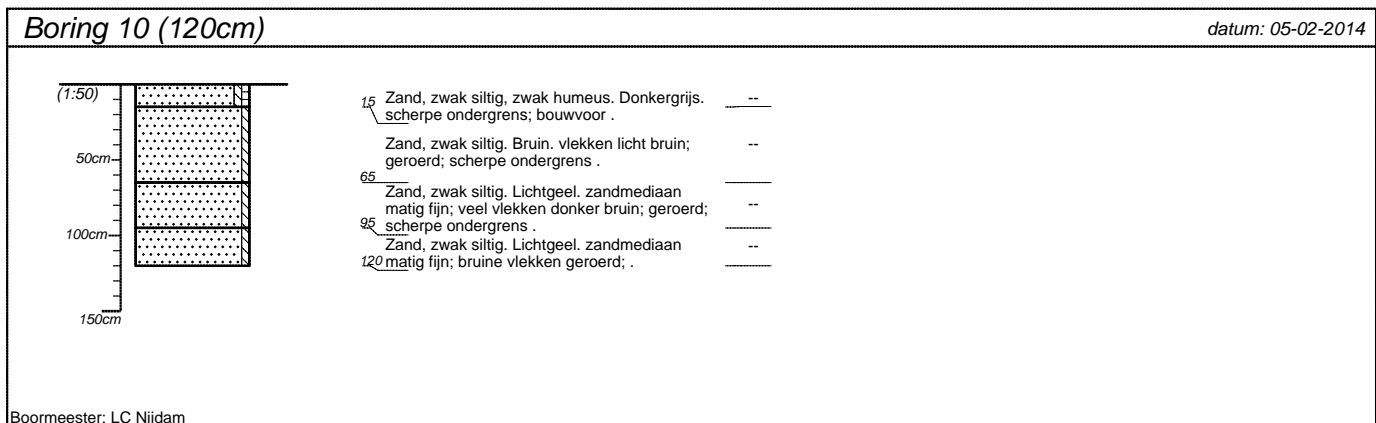 Boring 10 (120cm)
datum: 05-02-2014
(1:50)
50cm
100cm
150cm
15 Zand, zwak siltig, zwak humeus. Donkergrijs. --
scherpe ondergrens; bouwvoor .
Zand, zwak siltig. Bruin. vlekken licht bruin; --
geroerd; scherpe ondergrens .
65
Zand, zwak siltig. Lichtgeel. zandmediaan
matig fijn; veel vlekken donker bruin; geroerd; --
95 scherpe ondergrens .
Zand, zwak siltig. Lichtgeel. zandmediaan --
120 matig fijn; bruine vlekken geroerd; .
Boormeester: LC Nijdam